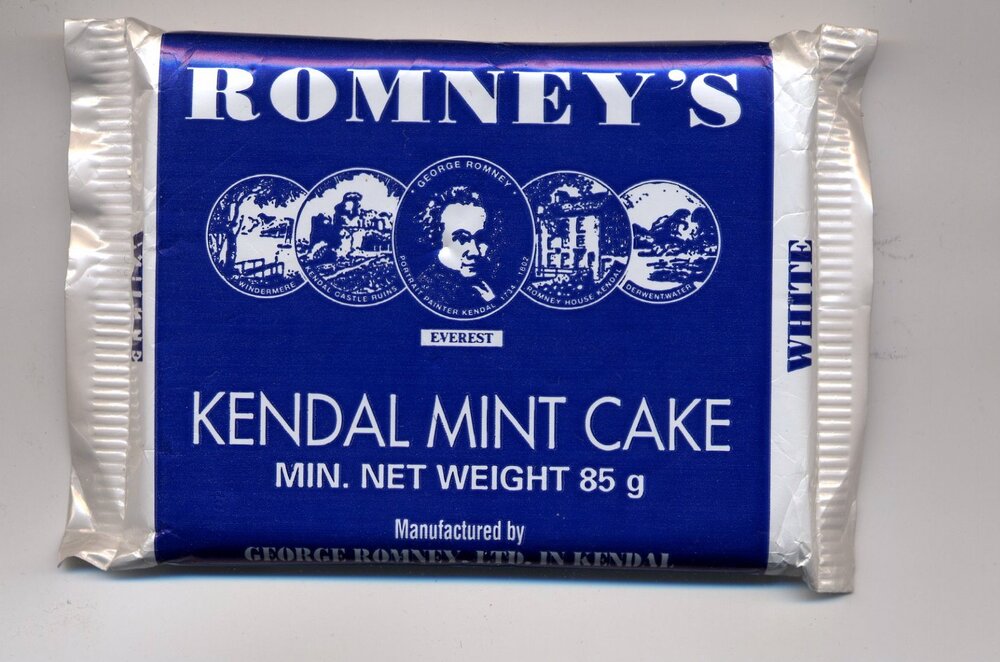 ROMNEY'S
GEORGE ROMNEY
PORTRAIT PAINTER KENDAL 1734 1802
WINDERMERE
KENDAL CASTLE RUINS
ROMNEY HOUSE KENDAL
DERWENTWATER
EVEREST
KENDAL MINT CAKE
MIN. NET WEIGHT 85 g
Manufactured by
GEORGE ROMNEY. LTD. IN KENDAL
WHITE
WHITE